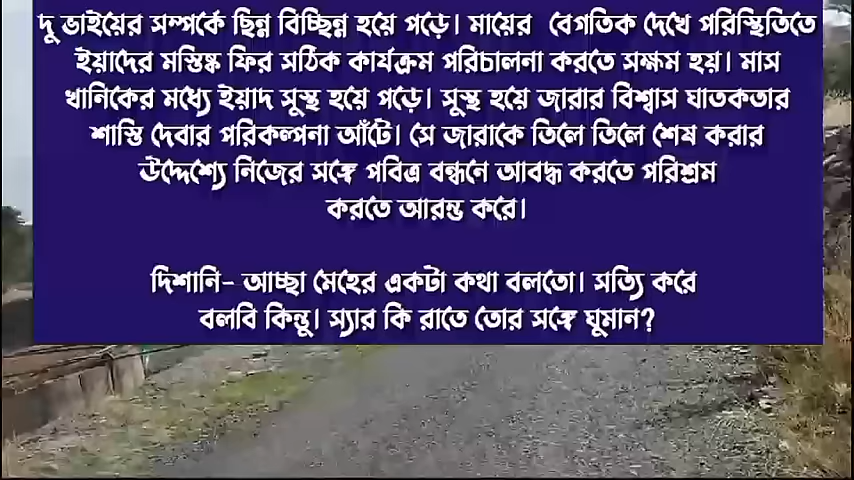 দু ভাইয়ের সম্পর্কে ছিন্ন বিচ্ছিন্ন হয়ে পড়ে। মায়ের বেগতিক দেখে পরিস্থিতিতে
ইয়াদের মস্তিষ্ক ফির সঠিক কার্যক্রম পরিচালনা করতে সক্ষম হয়। মাস
খানিকের মধ্যে ইয়াদ সুস্থ হয়ে পড়ে। সুস্থ হয়ে জারার বিশ্বাস ঘাতকতার
শাস্তি দেবার পরিকল্পনা আঁটে। সে জারাকে তিলে তিলে শেষ করার
উদ্দেশ্যে নিজের সঙ্গে পবিত্র বন্ধনে আবদ্ধ করতে পরিশ্রম
করতে আরম্ভ করে।
দিশানি- আচ্ছা মেহের একটা কথা বলতো। সত্যি করে
বলবি কিন্তু। স্যার কি রাতে তোর সঙ্গে ঘুমান?